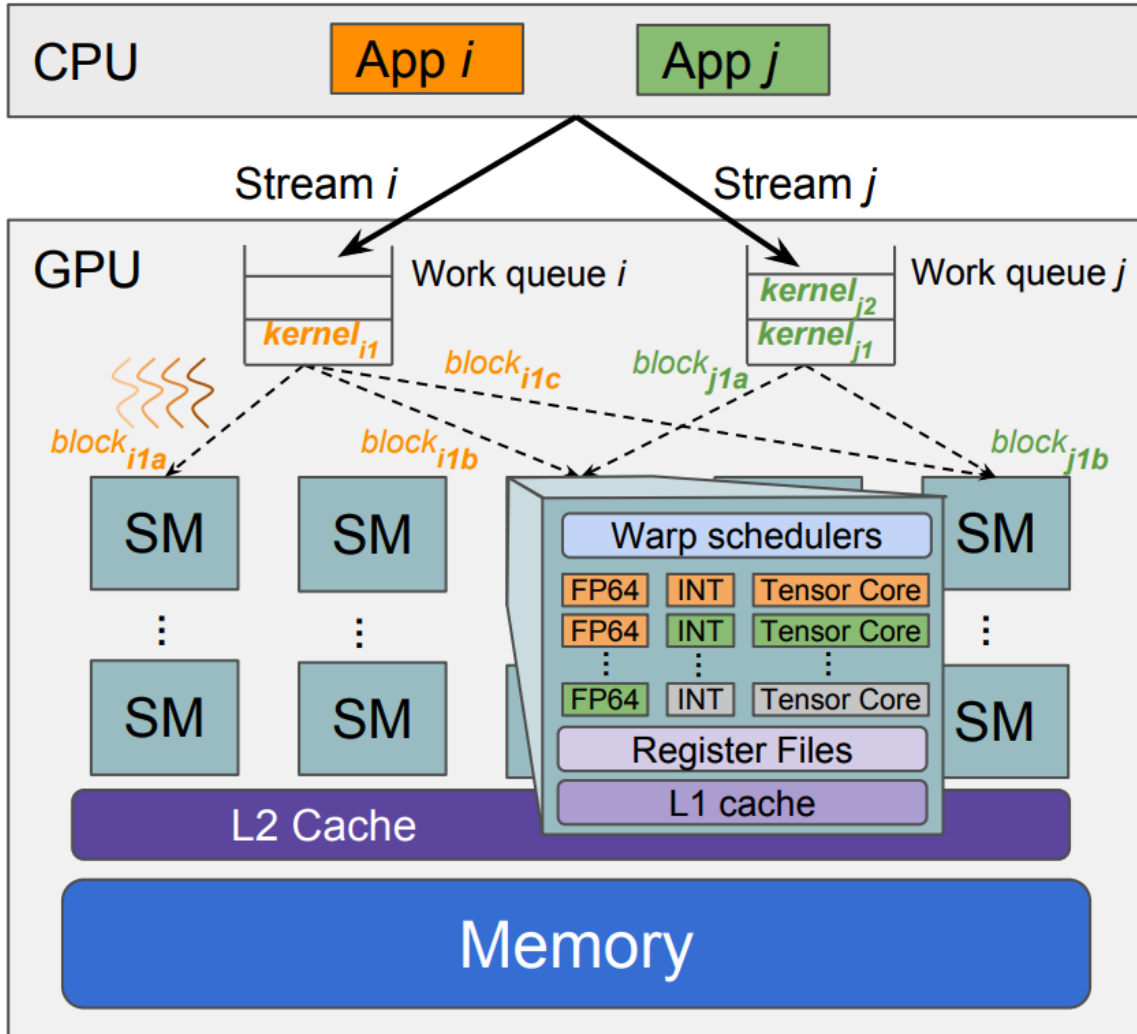 CPU
App i
App j
Stream i
Stream j
GPU
Work queue i
Work queue j
kernel_j2
kernel_i1
kernel_j1
block_i1c
block_j1a
block_i1a
block_i1b
block_j1b
SM
SM
SM
Warp schedulers
FP64 INT Tensor Core
FP64 INT Tensor Core
FP64 INT Tensor Core
SM
SM
SM
Register Files
L1 cache
L2 Cache
Memory